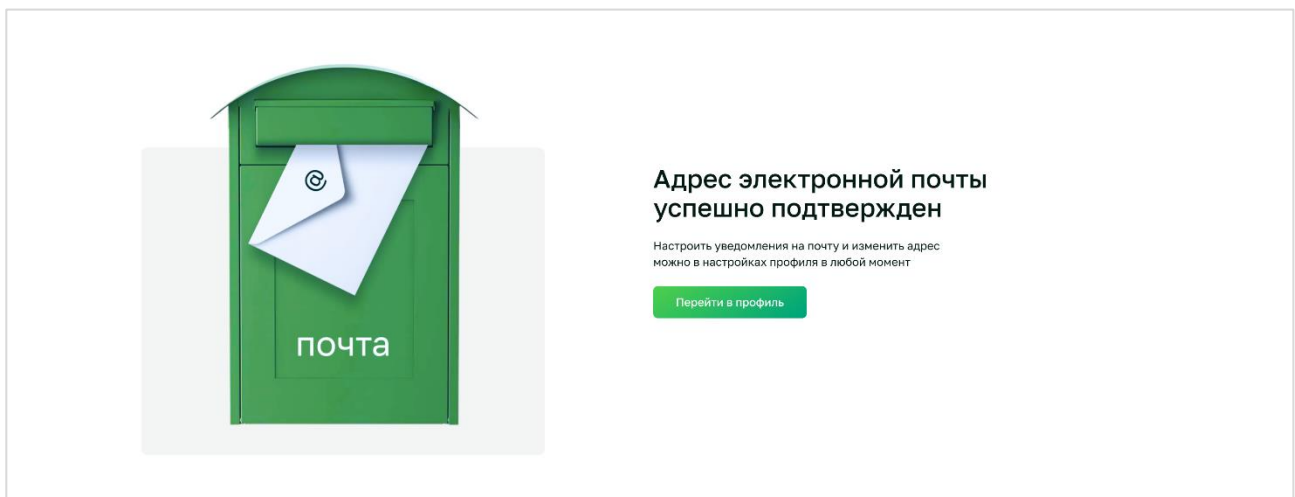 @
почта
Адрес электронной почты
успешно подтвержден
Настроить уведомления на почту и изменить адрес
можно в настройках профиля в любой момент
Перейти в профиль